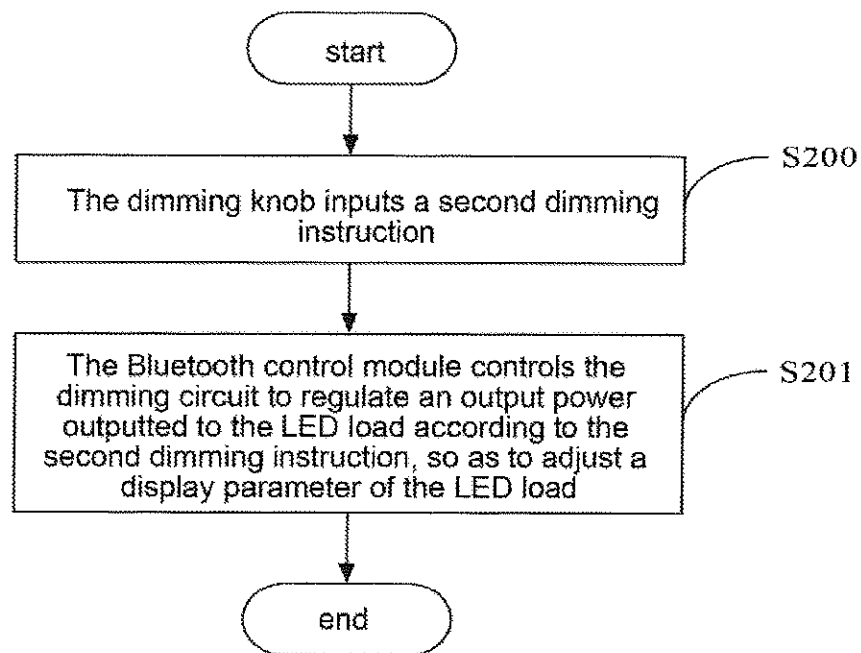 start
S200
The dimming knob inputs a second dimming
instruction
S201
The Bluetooth control module controls the
dimming circuit to regulate an output power
outputted to the LED load according to the
second dimming instruction, so as to adjust a
display parameter of the LED load
end